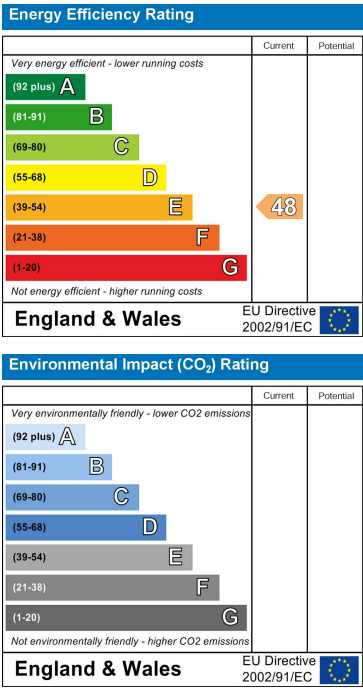 Energy Efficiency Rating
Current Potential
Very energy efficient - lower running costs
(92 plus) A
(81-91) B
(69-80) C
(55-68) D
(39-54) E 48
(21-38) F
(1-20) G
Not energy efficient - higher running costs
England & Wales
EU Directive
2002/91/EC
Environmental Impact (CO₂) Rating
Current Potential
Very environmentally friendly - lower CO2 emissions
(92 plus) A
(81-91) B
(69-80) C
(55-68) D
(39-54) E
(21-38) F
(1-20) G
Not environmentally friendly - higher CO2 emissions
England & Wales
EU Directive
2002/91/EC